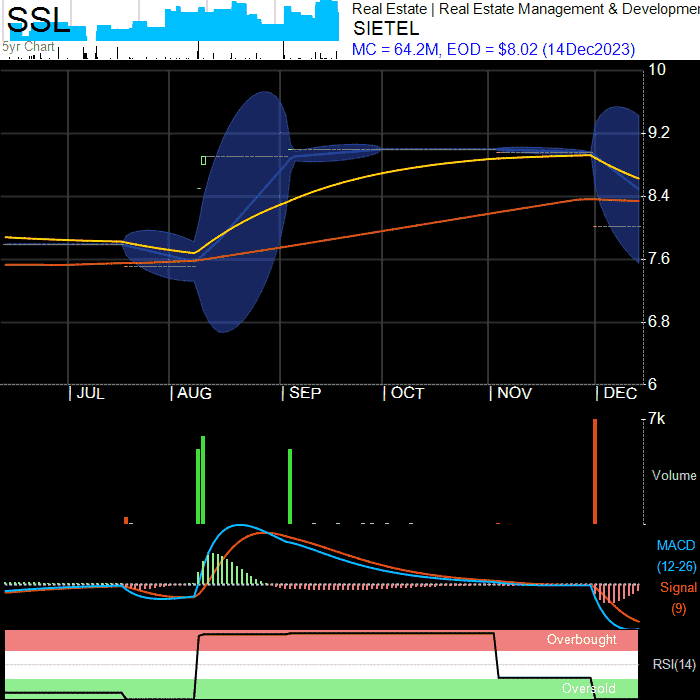 SSL
5yr Chart
Real Estate | Real Estate Management & Developmen
SIETEL
MC = 64.2M, EOD = $8.02 (14Dec2023)
10
9.2
8.4
7.6
6.8
6
| JUL | AUG | SEP | OCT | NOV | DEC
7k
Volume
MACD
(12-26)
Signal
(9)
Overbought
RSI(14)
Oversold